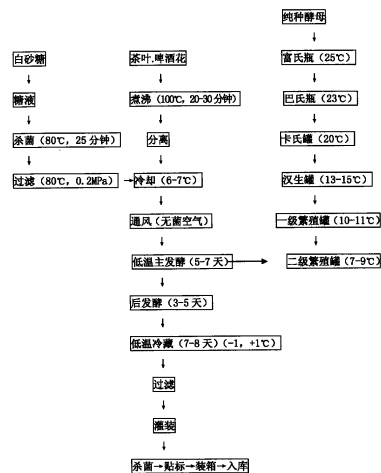 纯种酵母
白砂糖
茶叶.啤酒花
富氏瓶（25℃）
糖液
煮沸（100℃，20-30分钟）
巴氏瓶（23℃）
杀菌（80℃，25分钟）
分离
卡氏罐（20℃）
过滤（80℃，0.2MPa）
冷却（6-7℃）
汉生罐（13-15℃）
通风（无菌空气）
一级繁殖罐（10-11℃）
低温主发酵（5-7天）
二级繁殖罐（7-9℃）
后发酵（3-5天）
低温冷藏（7-8天）（-1，+1℃）
过滤
灌装
杀菌→贴标→装箱→入库